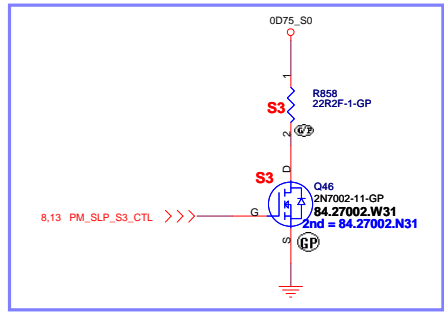 0D75_S0
1
R858
22R2F-1-GP
S3
2
G/P
D
S3
Q46
2N7002-11-GP
84.27002.W31
2nd = 84.27002.N31
G
8,13 PM_SLP_S3_CTL
S
GP